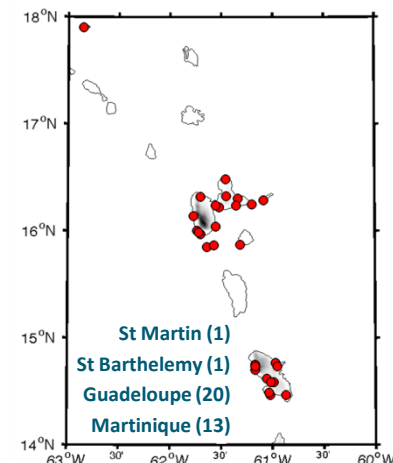 18°N
17°N
16°N
15°N
St Martin (1)
St Barthelemy (1)
Guadeloupe (20)
Martinique (13)
14°N
63°W 30' 62°W 30' 61°W 30' 60°W